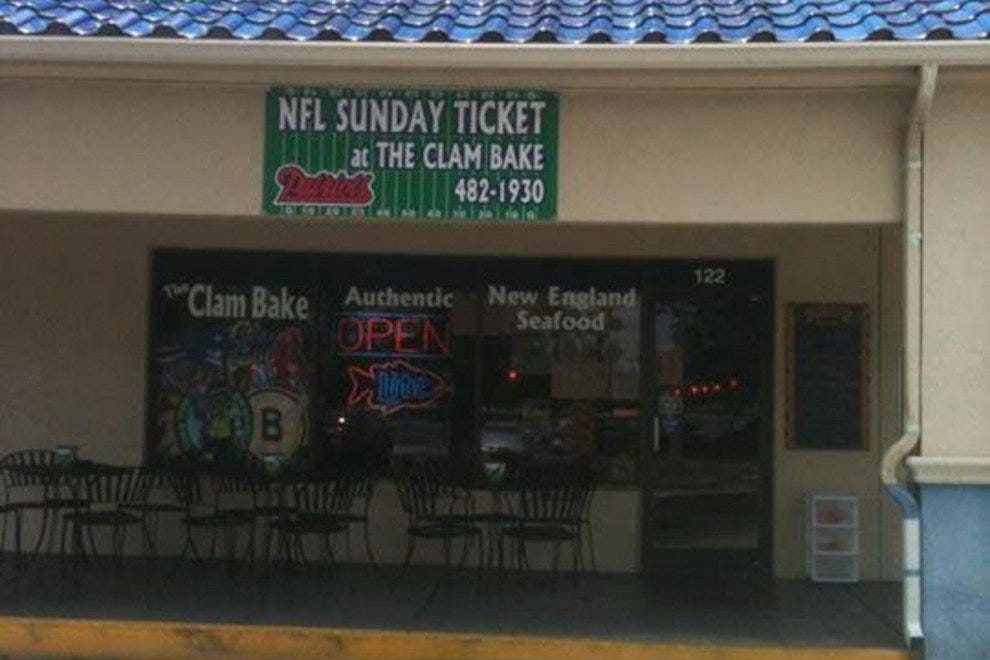 NFL SUNDAY TICKET
at THE CLAM BAKE
Patriots
482-1930
122
The Clam Bake
Authentic
New England
Seafood
OPEN
Lite
B